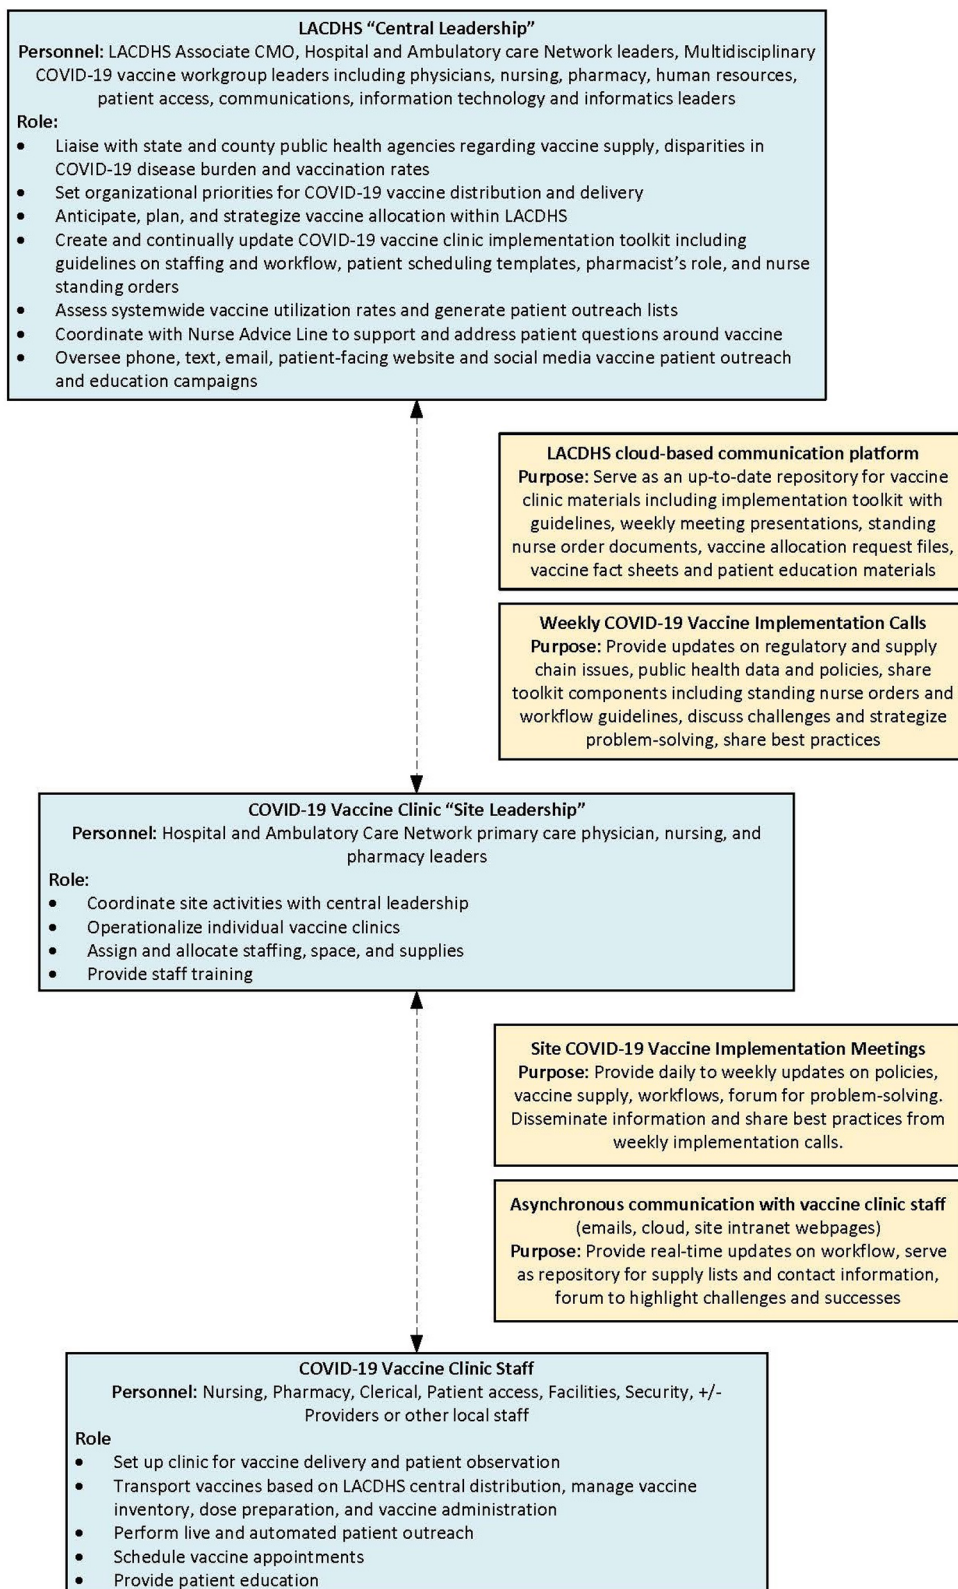 LACDHS “Central Leadership”
Personnel: LACDHS Associate CMO, Hospital and Ambulatory care Network leaders, Multidisciplinary
COVID-19 vaccine workgroup leaders including physicians, nursing, pharmacy, human resources,
patient access, communications, information technology and informatics leaders
Role:
• Liaise with state and county public health agencies regarding vaccine supply, disparities in
COVID-19 disease burden and vaccination rates
• Set organizational priorities for COVID-19 vaccine distribution and delivery
• Anticipate, plan, and strategize vaccine allocation within LACDHS
• Create and continually update COVID-19 vaccine clinic implementation toolkit including
guidelines on staffing and workflow, patient scheduling templates, pharmacist’s role, and nurse
standing orders
• Assess systemwide vaccine utilization rates and generate patient outreach lists
• Coordinate with Nurse Advice Line to support and address patient questions around vaccine
• Oversee phone, text, email, patient-facing website and social media vaccine patient outreach
and education campaigns
LACDHS cloud-based communication platform
Purpose: Serve as an up-to-date repository for vaccine
clinic materials including implementation toolkit with
guidelines, weekly meeting presentations, standing
nurse order documents, vaccine allocation request files,
vaccine fact sheets and patient education materials
Weekly COVID-19 Vaccine Implementation Calls
Purpose: Provide updates on regulatory and supply
chain issues, public health data and policies, share
toolkit components including standing nurse orders and
workflow guidelines, discuss challenges and strategize
problem-solving, share best practices
COVID-19 Vaccine Clinic “Site Leadership”
Personnel: Hospital and Ambulatory Care Network primary care physician, nursing, and
pharmacy leaders
Role:
• Coordinate site activities with central leadership
• Operationalize individual vaccine clinics
• Assign and allocate staffing, space, and supplies
• Provide staff training
Site COVID-19 Vaccine Implementation Meetings
Purpose: Provide daily to weekly updates on policies,
vaccine supply, workflows, forum for problem-solving.
Disseminate information and share best practices from
weekly implementation calls.
Asynchronous communication with vaccine clinic staff
(emails, cloud, site intranet webpages)
Purpose: Provide real-time updates on workflow, serve
as repository for supply lists and contact information,
forum to highlight challenges and successes
COVID-19 Vaccine Clinic Staff
Personnel: Nursing, Pharmacy, Clerical, Patient access, Facilities, Security, +/-
Providers or other local staff
Role
• Set up clinic for vaccine delivery and patient observation
• Transport vaccines based on LACDHS central distribution, manage vaccine
inventory, dose preparation, and vaccine administration
• Perform live and automated patient outreach
• Schedule vaccine appointments
• Provide patient education